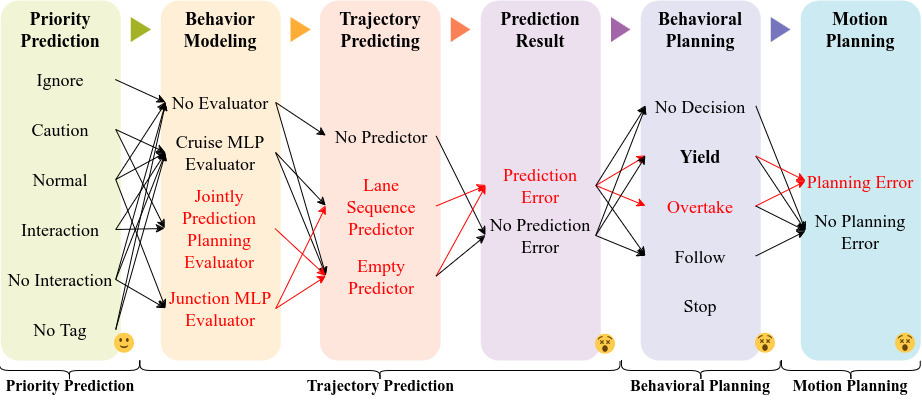 Priority
Prediction
Behavior
Modeling
Trajectory
Predicting
Prediction
Result
Behavioral
Planning
Motion
Planning
Ignore
Caution
Normal
Interaction
No Interaction
No Tag
No Evaluator
Cruise MLP
Evaluator
Jointly
Prediction
Planning
Evaluator
Junction MLP
Evaluator
No Predictor
Lane
Sequence
Predictor
Empty
Predictor
Prediction
Error
No Prediction
Error
No Decision
Yield
Overtake
Follow
Stop
Planning Error
No Planning
Error
Priority Prediction
Trajectory Prediction
Behavioral Planning
Motion Planning